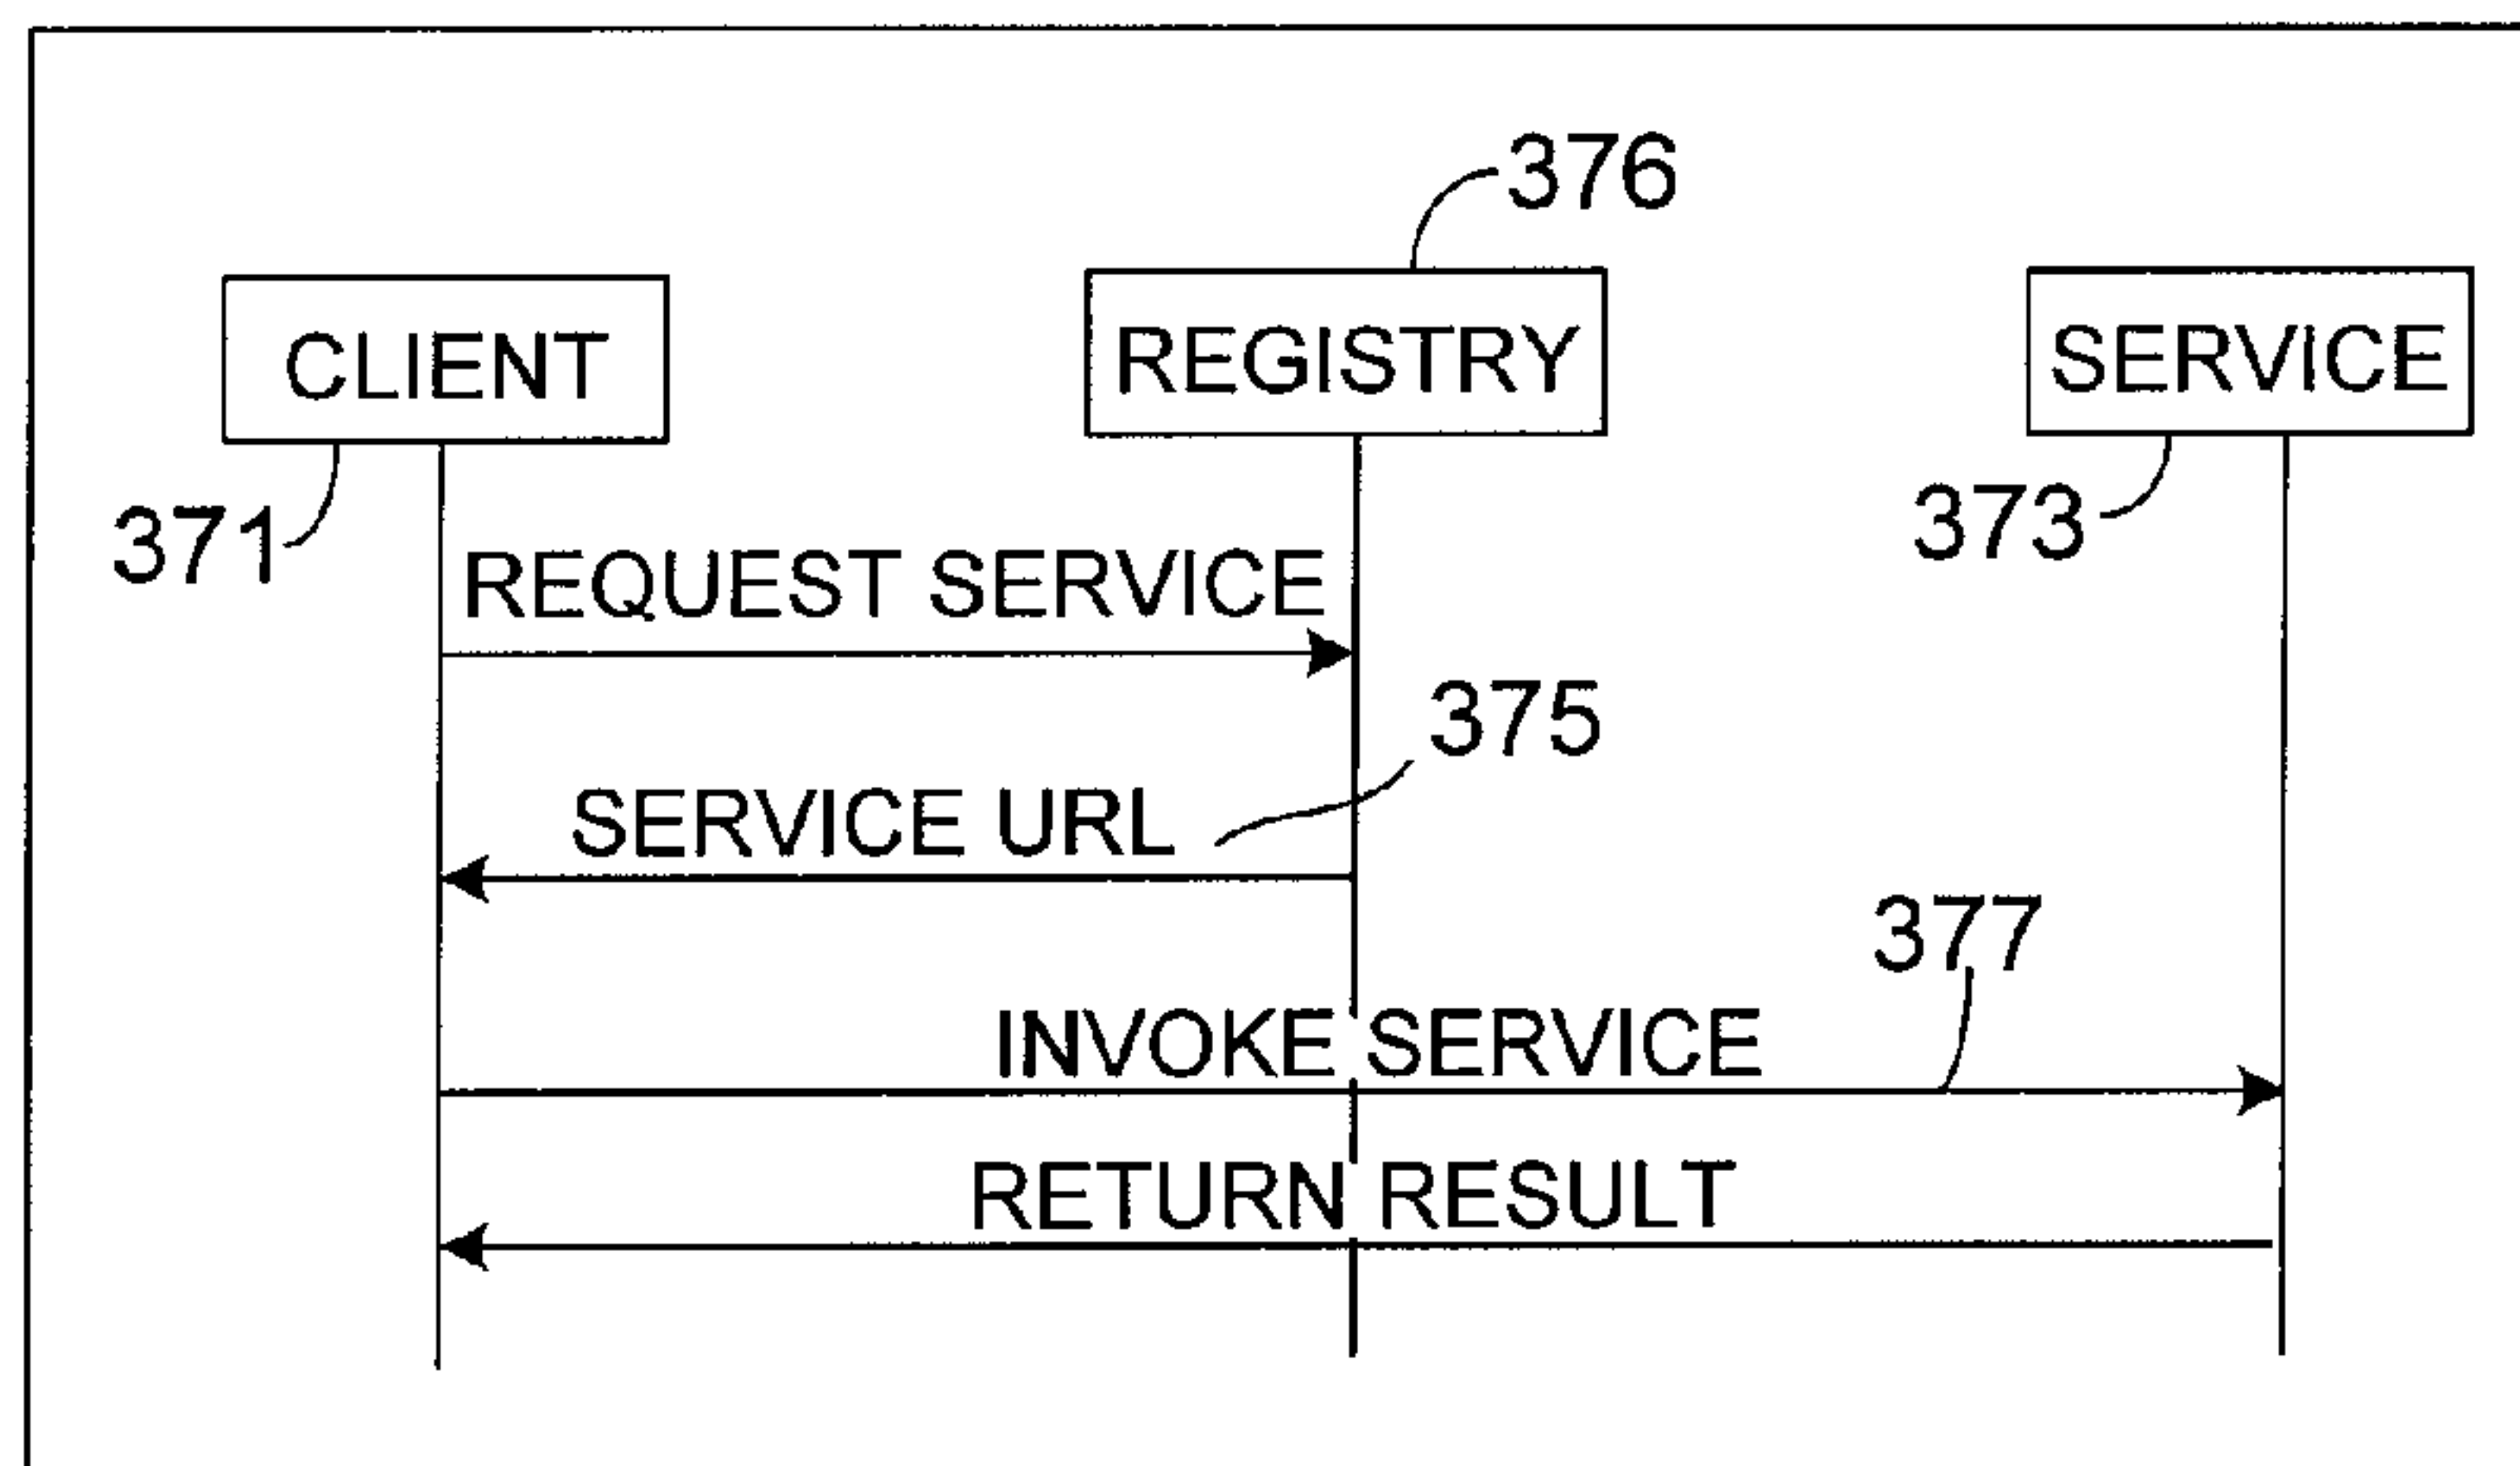 376
CLIENT
REGISTRY
SERVICE
371
373
REQUEST SERVICE
375
SERVICE URL
377
INVOKE SERVICE
RETURN RESULT